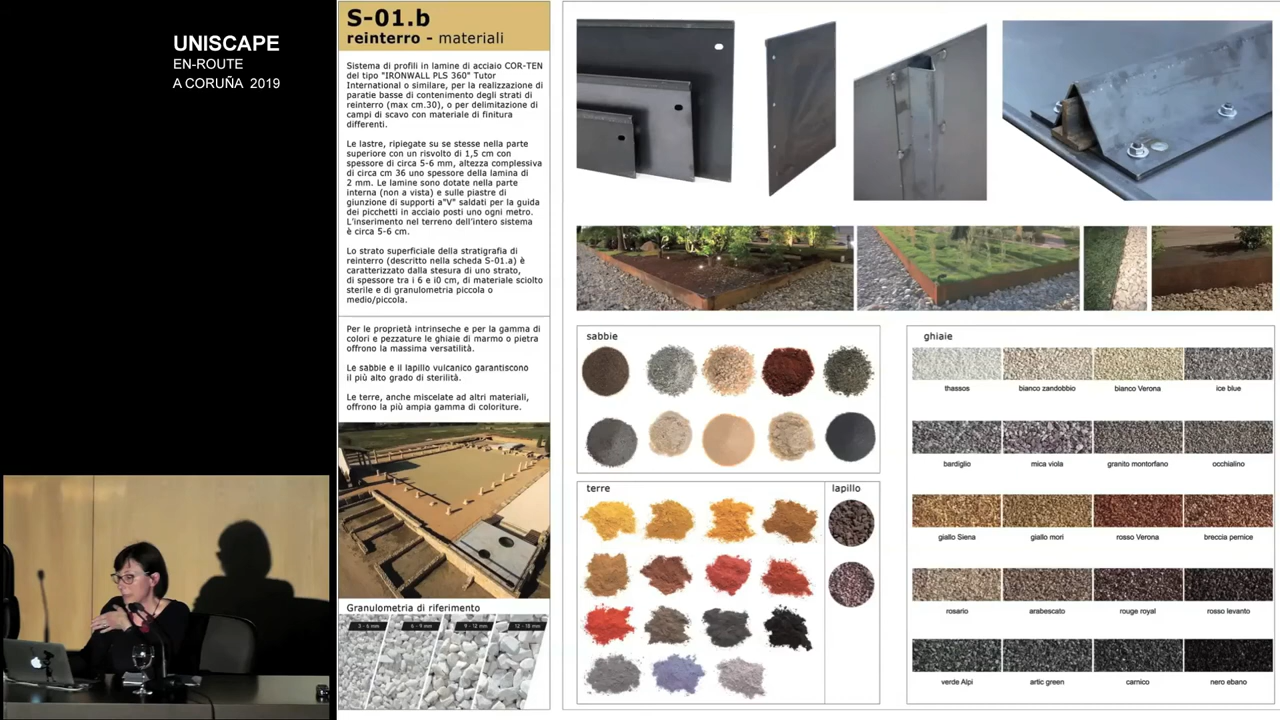 UNISCAPE
EN-ROUTE
A CORUÑA 2019
S-01.b
reinterro - materiali
Sistema di profili in lamine di acciaio COR-TEN
del tipo "IRONWALL PLS 360" Tutor
International o similare, per la realizzazione di
paratie basse di contenimento degli strati di
reinterro (max cm.30), o per delimitazione di
campi di scavo con materiale di finitura
differenti.
Le lastre, ripiegate su se stesse nella parte
superiore con un risvolto di 1,5 cm con
spessore di circa 5-6 mm, altezza complessiva
di circa cm 36 uno spessore della lamina di
2 mm. Le lamine sono dotate nella parte
interna (non a vista) e sulle piastre di
giunzione di supporti a"V" saldati per la guida
dei picchetti in acciaio posti uno ogni metro.
L'inserimento nel terreno dell'intero sistema
è circa 5-6 cm.
Lo strato superficiale della stratigrafia di
reinterro (descritto nella scheda S-01.a) è
caratterizzato dalla stesura di uno strato,
di spessore tra i 6 e i0 cm, di materiale sciolto
sterile e di granulometria piccola o
medio/piccola.
Per le proprietà intrinseche e per la gamma di
colori e pezzature le ghiaie di marmo o pietra
offrono la massima versatilità.
Le sabbie e il lapillo vulcanico garantiscono
il più alto grado di sterilità.
Le terre, anche miscelate ad altri materiali,
offrono la più ampia gamma di coloriture.
Granulometria di riferimento
3 - 6 mm 6 - 9 mm 9 - 12 mm 12 - 18 mm
sabbie
terre
lapillo
ghiaie
thassos bianco zandobbio bianco Verona ice blue
bardiglio mica viola granito montorfano occhialino
giallo Siena giallo mori rosso Verona breccia pernice
rosario arabescato rouge royal rosso levanto
verde Alpi artic green carnico nero ebano